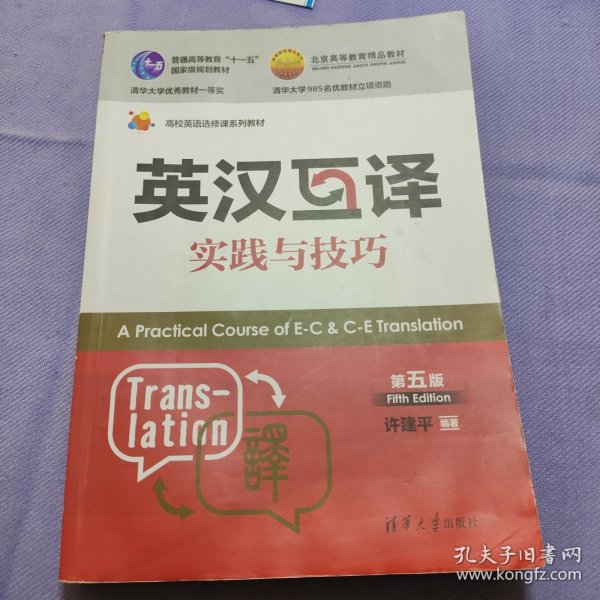 普通高等教育“十一五”
国家级规划教材
北京高等教育精品教材
BEIJING GAODENG JIAOYU JINGPIN JIAOCAI
十一五
清华大学优秀教材一等奖
清华大学985名优教材立项资助
高校英语选修课系列教材
英汉互译
实践与技巧
A Practical Course of E-C & C-E Translation
第五版
Fifth Edition
许建平 编著
Trans-
lation
譯
清华大学出版社
孔夫子旧书网
www.kongfz.com